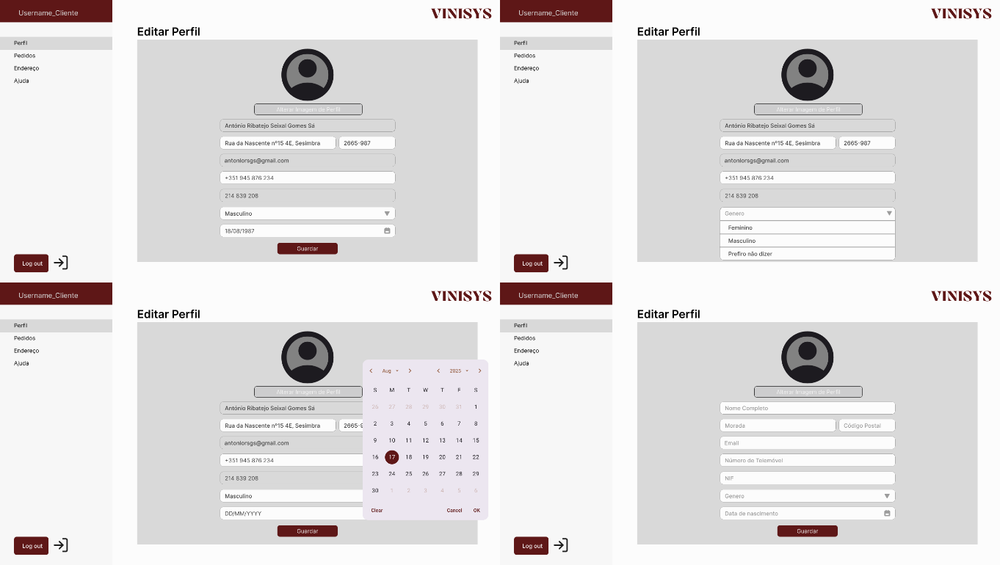 Username_Cliente
VINISYS
Editar Perfil
Perfil
Pedidos
Endereço
Ajuda
Alterar Imagem de Perfil
António Ribatejo Seixal Gomes Sá
Rua da Nascente nº15 4E, Sesimbra 2665-987
antoniorsgs@gmail.com
+351 945 876 234
214 839 208
Masculino
18/08/1987
Guardar
Log out
Username_Cliente
VINISYS
Editar Perfil
Perfil
Pedidos
Endereço
Ajuda
Alterar Imagem de Perfil
António Ribatejo Seixal Gomes Sá
Rua da Nascente nº15 4E, Sesimbra 2665-987
antoniorsgs@gmail.com
+351 945 876 234
214 839 208
Genero
Feminino
Masculino
Prefiro não dizer
Log out
Username_Cliente
VINISYS
Editar Perfil
Perfil
Pedidos
Endereço
Ajuda
Alterar Imagem de Perfil
António Ribatejo Seixal Gomes Sá
Rua da Nascente nº15 4E, Sesimbra 2665-9
antoniorsgs@gmail.com
+351 945 876 234
214 839 208
Masculino
DD/MM/YYYY
Guardar
Log out
Aug 2025
S M T W T F S
26 27 28 29 30 31 1
2 3 4 5 6 7 8
9 10 11 12 13 14 15
16 17 18 19 20 21 22
23 24 25 26 27 28 29
30 1 2 3 4 5 6
Clear Cancel OK
Username_Cliente
VINISYS
Editar Perfil
Perfil
Pedidos
Endereço
Ajuda
Alterar Imagem de Perfil
Nome Completo
Morada Código Postal
Email
Número de Telemóvel
NIF
Genero
Data de nascimento
Guardar
Log out